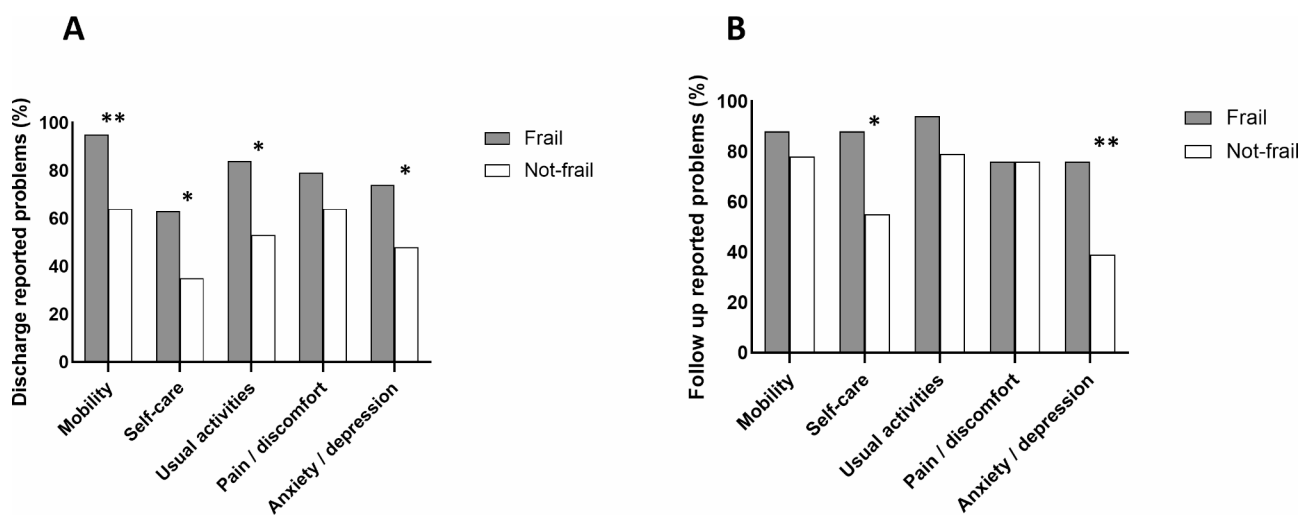 A
Discharge reported problems (%)
100
80
60
40
20
0
**
*
*
*
Mobility
Self-care
Usual activities
Pain / discomfort
Anxiety / depression
Frail
Not-frail
B
Follow up reported problems (%)
100
80
60
40
20
0
*
**
Mobility
Self-care
Usual activities
Pain / discomfort
Anxiety / depression
Frail
Not-frail